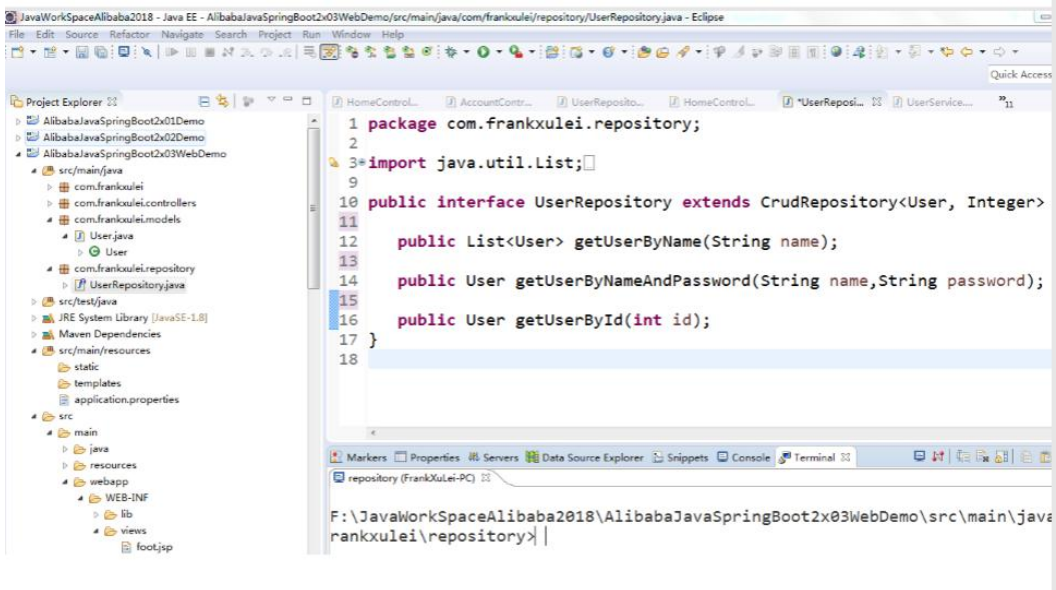 JavaWorkSpaceAlibaba2018 - Java EE - AlibabaJavaSpringBoot2x03WebDemo/src/main/java/com/frankxulei/repository/UserRepository.java - Eclipse
File Edit Source Refactor Navigate Search Project Run Window Help
Quick Access
Project Explorer
HomeControl... AccountContr... UserReposito... HomeControl... *UserReposi... UserService.... »11
AlibabaJavaSpringBoot2x01Demo
AlibabaJavaSpringBoot2x02Demo
AlibabaJavaSpringBoot2x03WebDemo
src/main/java
com.frankxulei
com.frankxulei.controllers
com.frankxulei.models
User.java
User
com.frankxulei.repository
UserRepository.java
src/test/java
JRE System Library [JavaSE-1.8]
Maven Dependencies
src/main/resources
static
templates
application.properties
src
main
java
resources
webapp
WEB-INF
lib
views
foot.jsp
1 package com.frankxulei.repository;
2
3 import java.util.List;
9
10 public interface UserRepository extends CrudRepository<User, Integer>
11
12 public List<User> getUserByName(String name);
13
14 public User getUserByNameAndPassword(String name,String password);
15
16 public User getUserById(int id);
17 }
18
Markers Properties Servers Data Source Explorer Snippets Console Terminal
repository (FrankXuLei-PC)
F:\JavaWorkSpaceAlibaba2018\AlibabaJavaSpringBoot2x03WebDemo\src\main\java
rankxulei\repository>